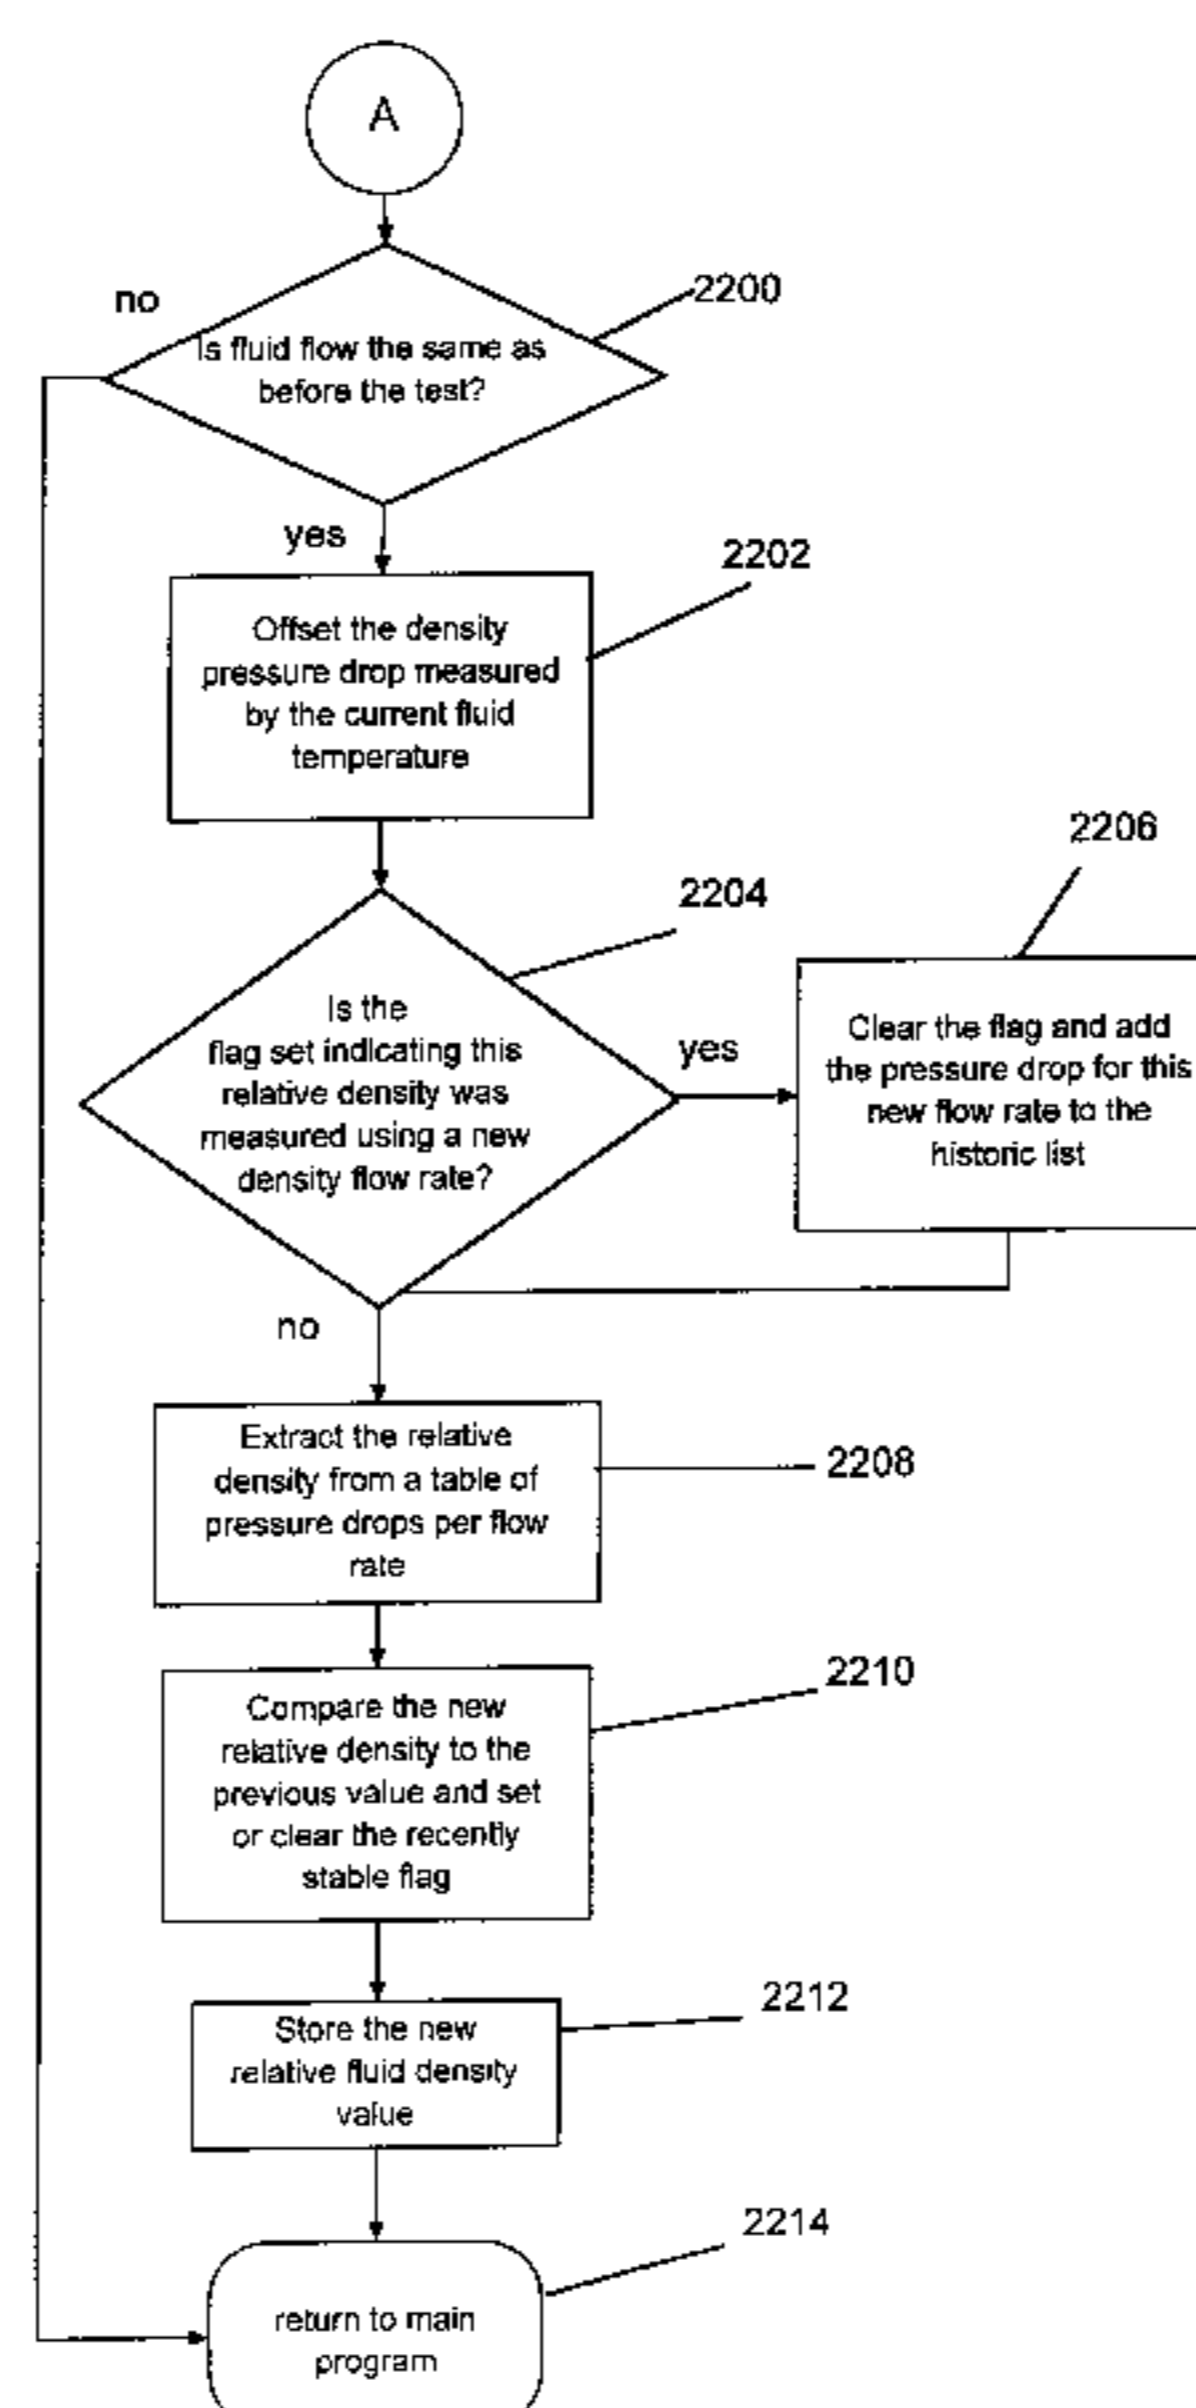 A
no
2200
Is fluid flow the same as
before the test?
yes
2202
Offset the density
pressure drop measured
by the current fluid
temperature
2206
2204
Is the
flag set indicating this
relative density was
measured using a new
density flow rate?
yes
Clear the flag and add
the pressure drop for this
new flow rate to the
historic list
no
Extract the relative
density from a table of
pressure drops per flow
rate
2208
2210
Compare the new
relative density to the
previous value and set
or clear the recently
stable flag
2212
Store the new
relative fluid density
value
2214
return to main
program